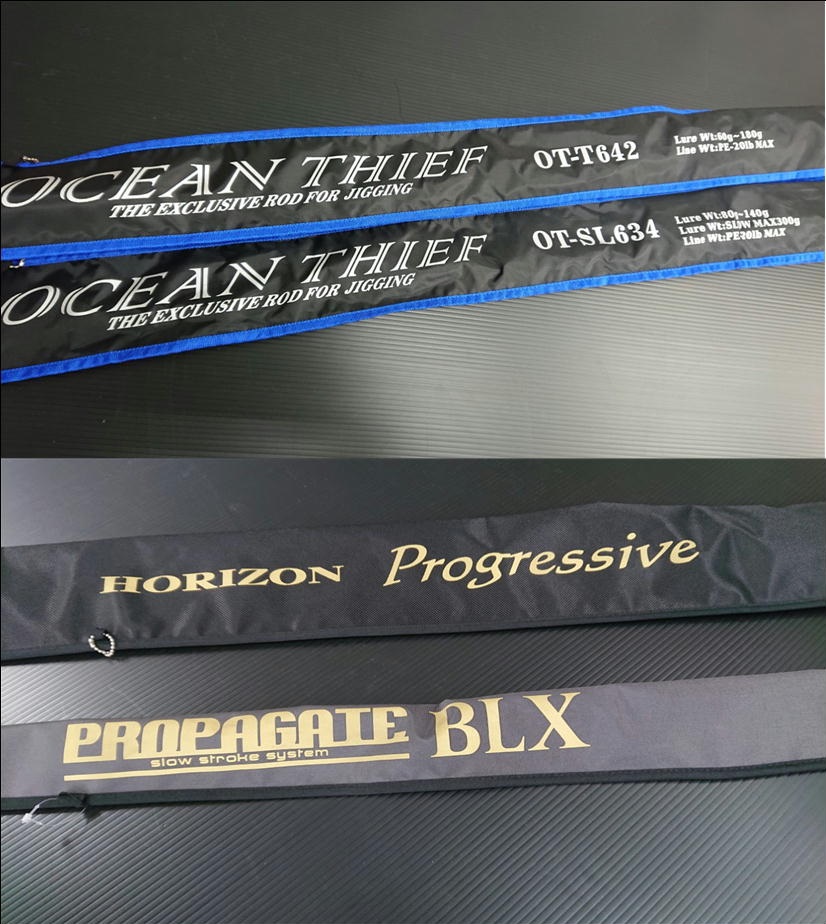 OCEAN THIEF
THE EXCLUSIVE ROD FOR JIGGING
OT-T642
Lure Wt:60g~180g
Line Wt:PE-20lb MAX
OCEAN THIEF
THE EXCLUSIVE ROD FOR JIGGING
OT-SL634
Lure Wt:80g~140g
Lure Wt:SLJW MAX300g
Line Wt:PE20lb MAX
HORIZON Progressive
PROPAGATE BLX
slow stroke system